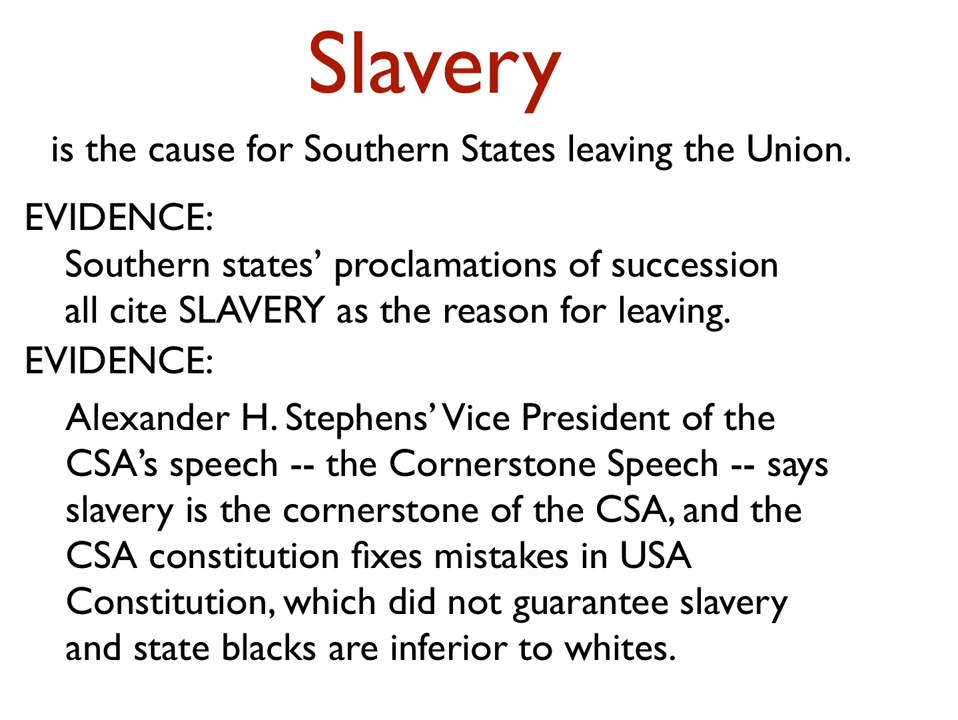 Slavery
is the cause for Southern States leaving the Union.
EVIDENCE:
Southern states’ proclamations of succession
all cite SLAVERY as the reason for leaving.
EVIDENCE:
Alexander H. Stephens’ Vice President of the
CSA’s speech -- the Cornerstone Speech -- says
slavery is the cornerstone of the CSA, and the
CSA constitution fixes mistakes in USA
Constitution, which did not guarantee slavery
and state blacks are inferior to whites.